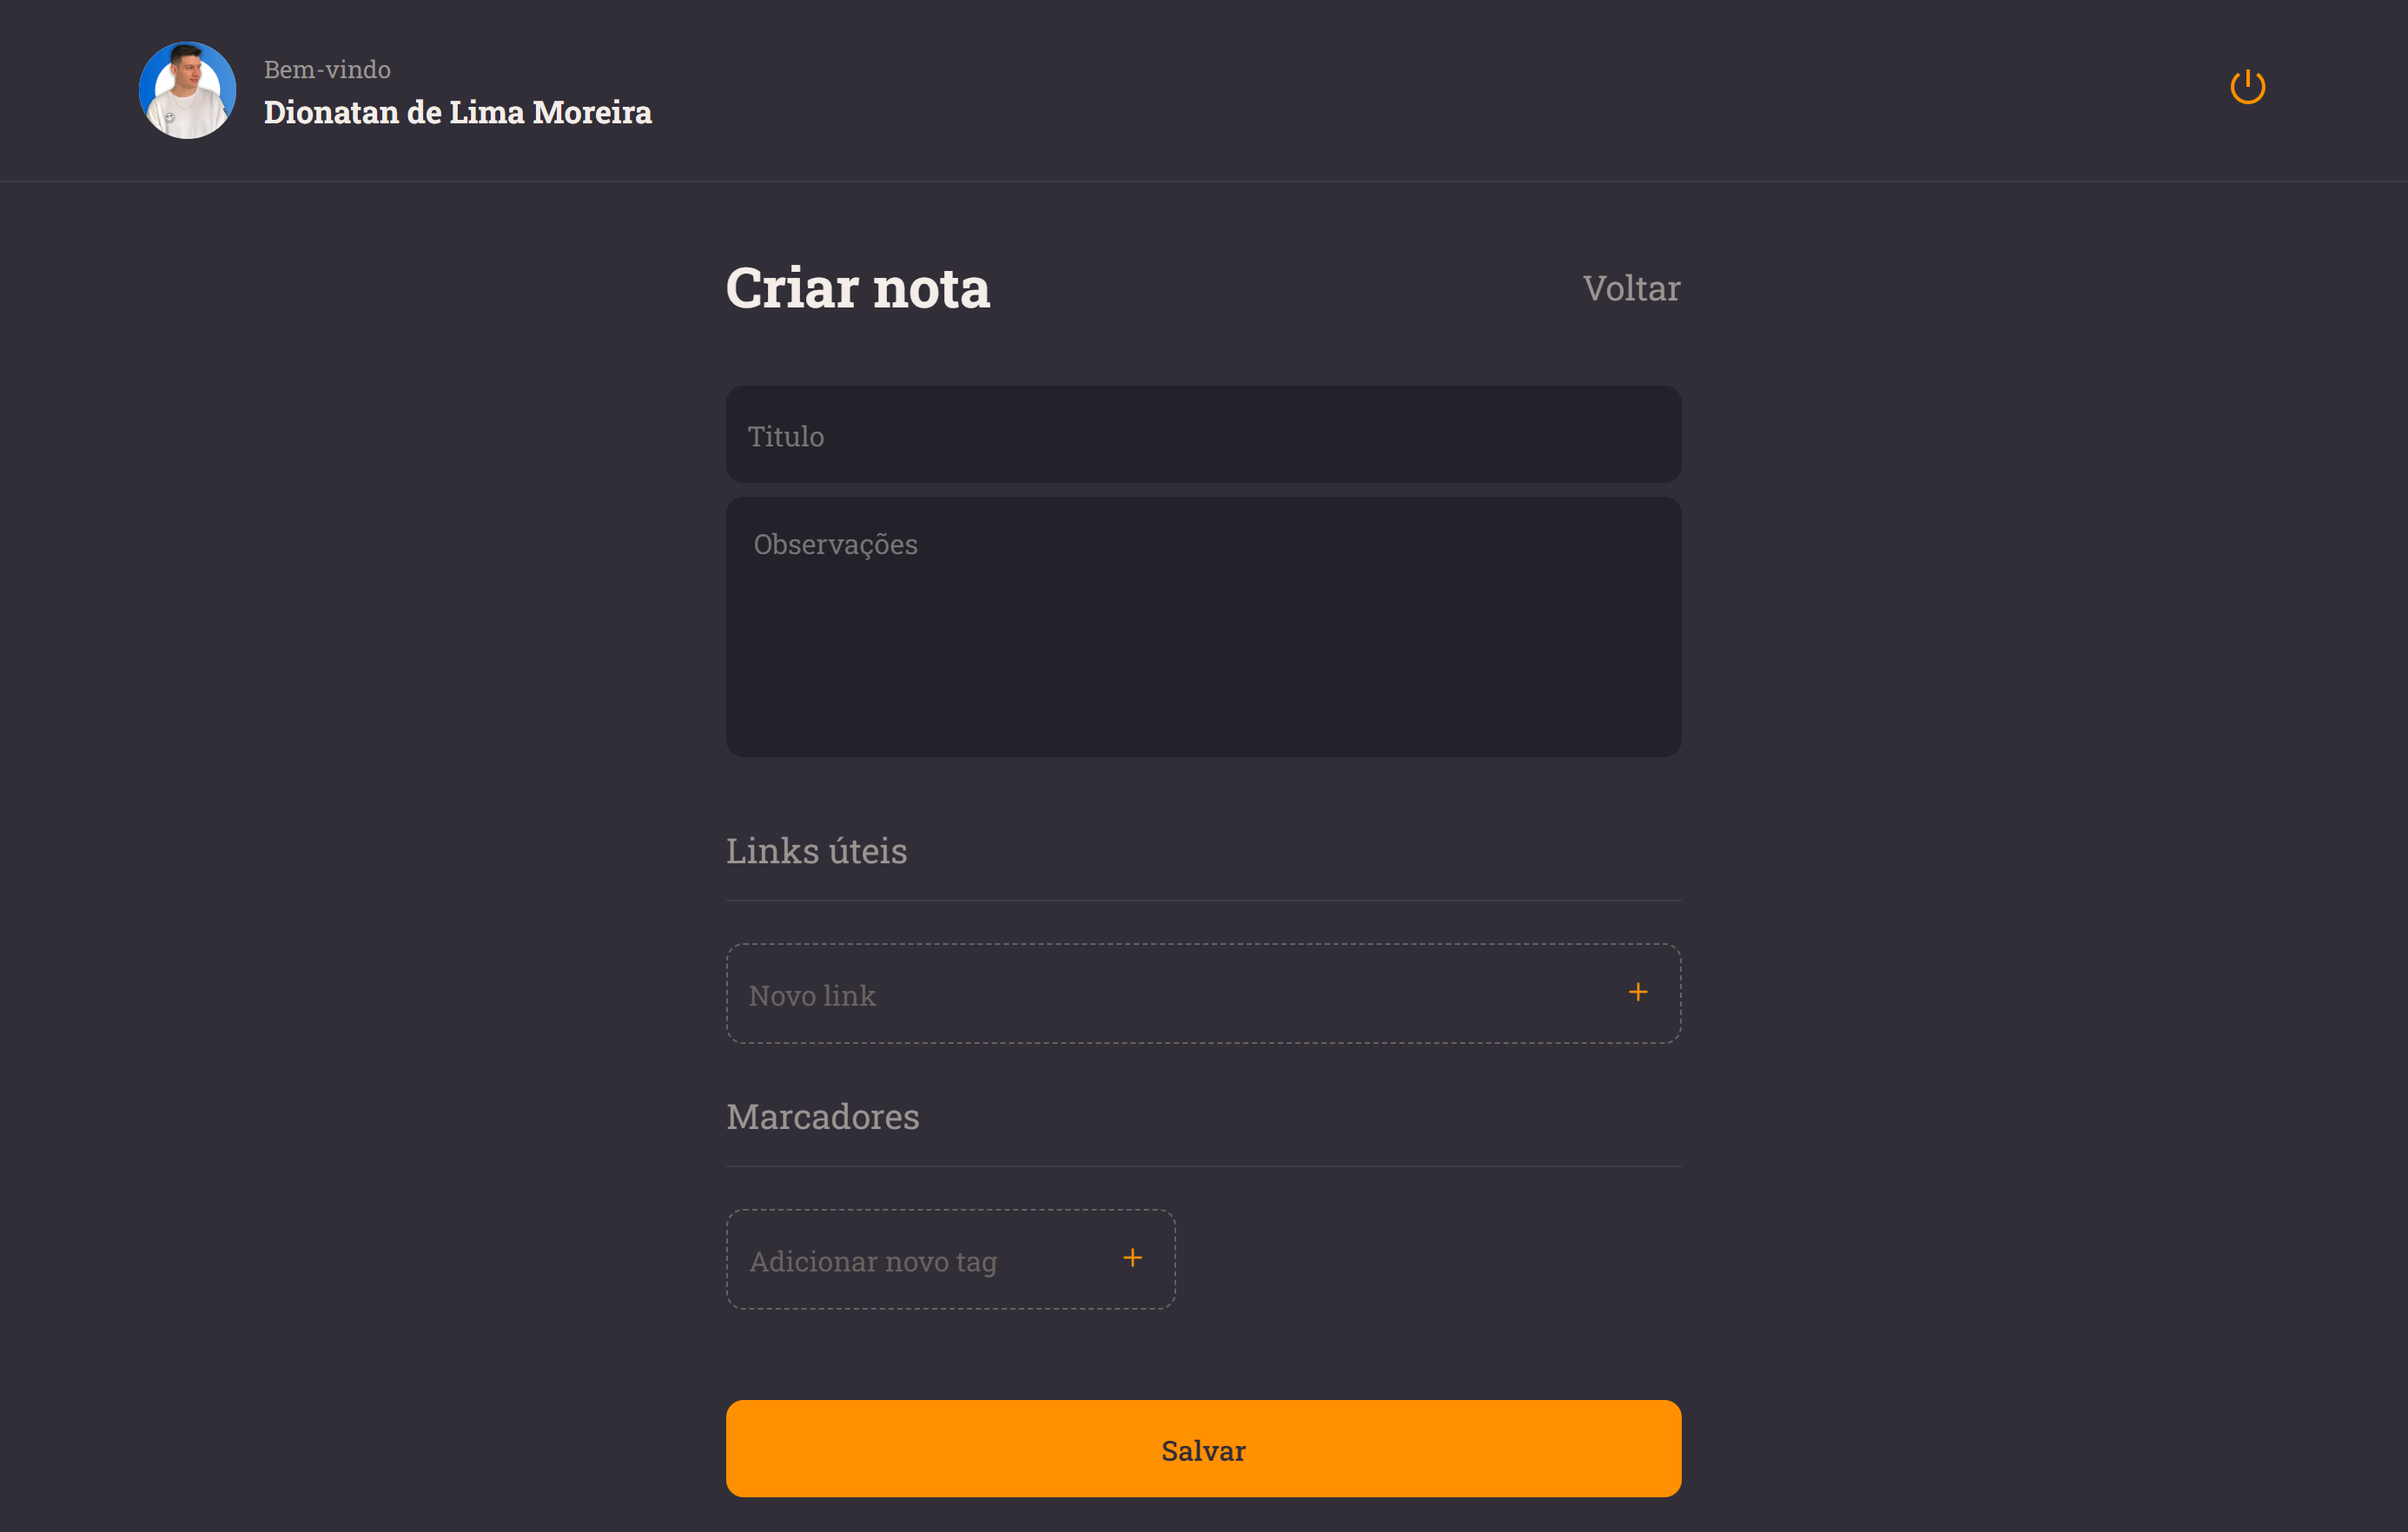 Bem-vindo
Dionatan de Lima Moreira
Criar nota
Voltar
Titulo
Observações
Links úteis
Novo link
Marcadores
Adicionar novo tag
Salvar